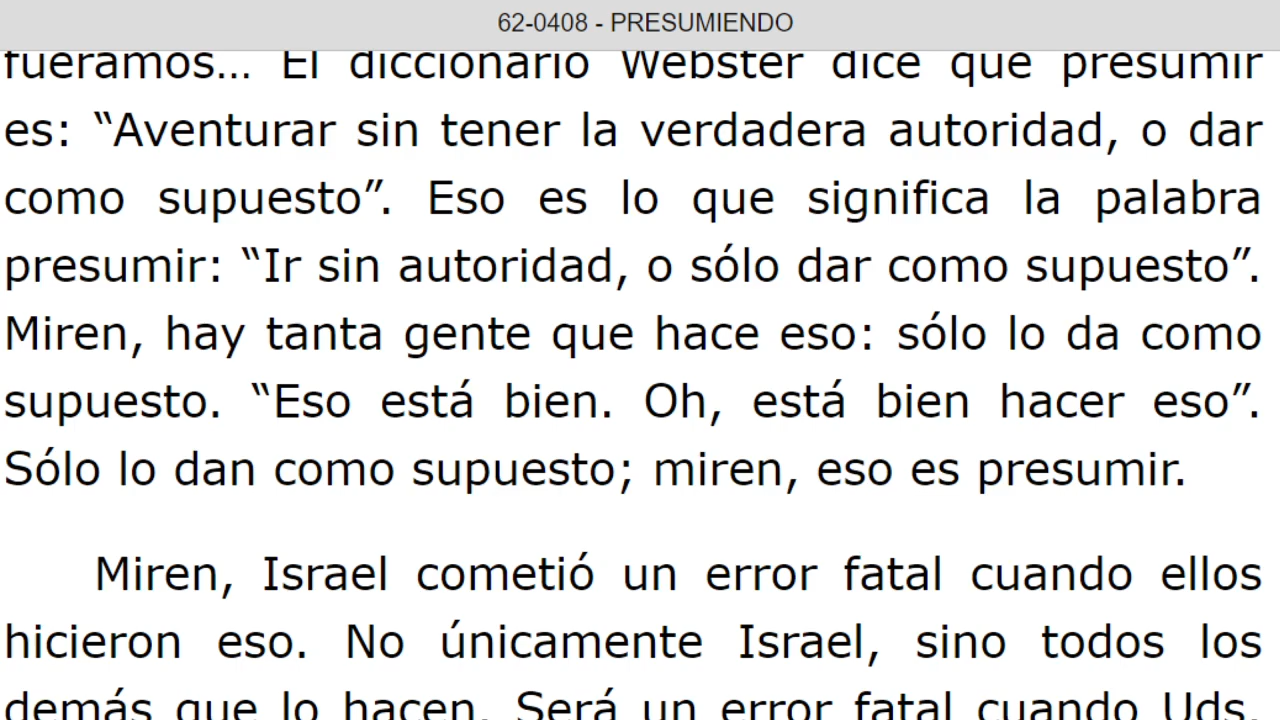 62-0408 - PRESUMIENDO
fuéramos... El diccionario Webster dice que presumir
es: “Aventurar sin tener la verdadera autoridad, o dar
como supuesto”. Eso es lo que significa la palabra
presumir: “Ir sin autoridad, o sólo dar como supuesto”.
Miren, hay tanta gente que hace eso: sólo lo da como
supuesto. “Eso está bien. Oh, está bien hacer eso”.
Sólo lo dan como supuesto; miren, eso es presumir.
Miren, Israel cometió un error fatal cuando ellos
hicieron eso. No únicamente Israel, sino todos los
demás que lo hacen. Será un error fatal cuando Uds.